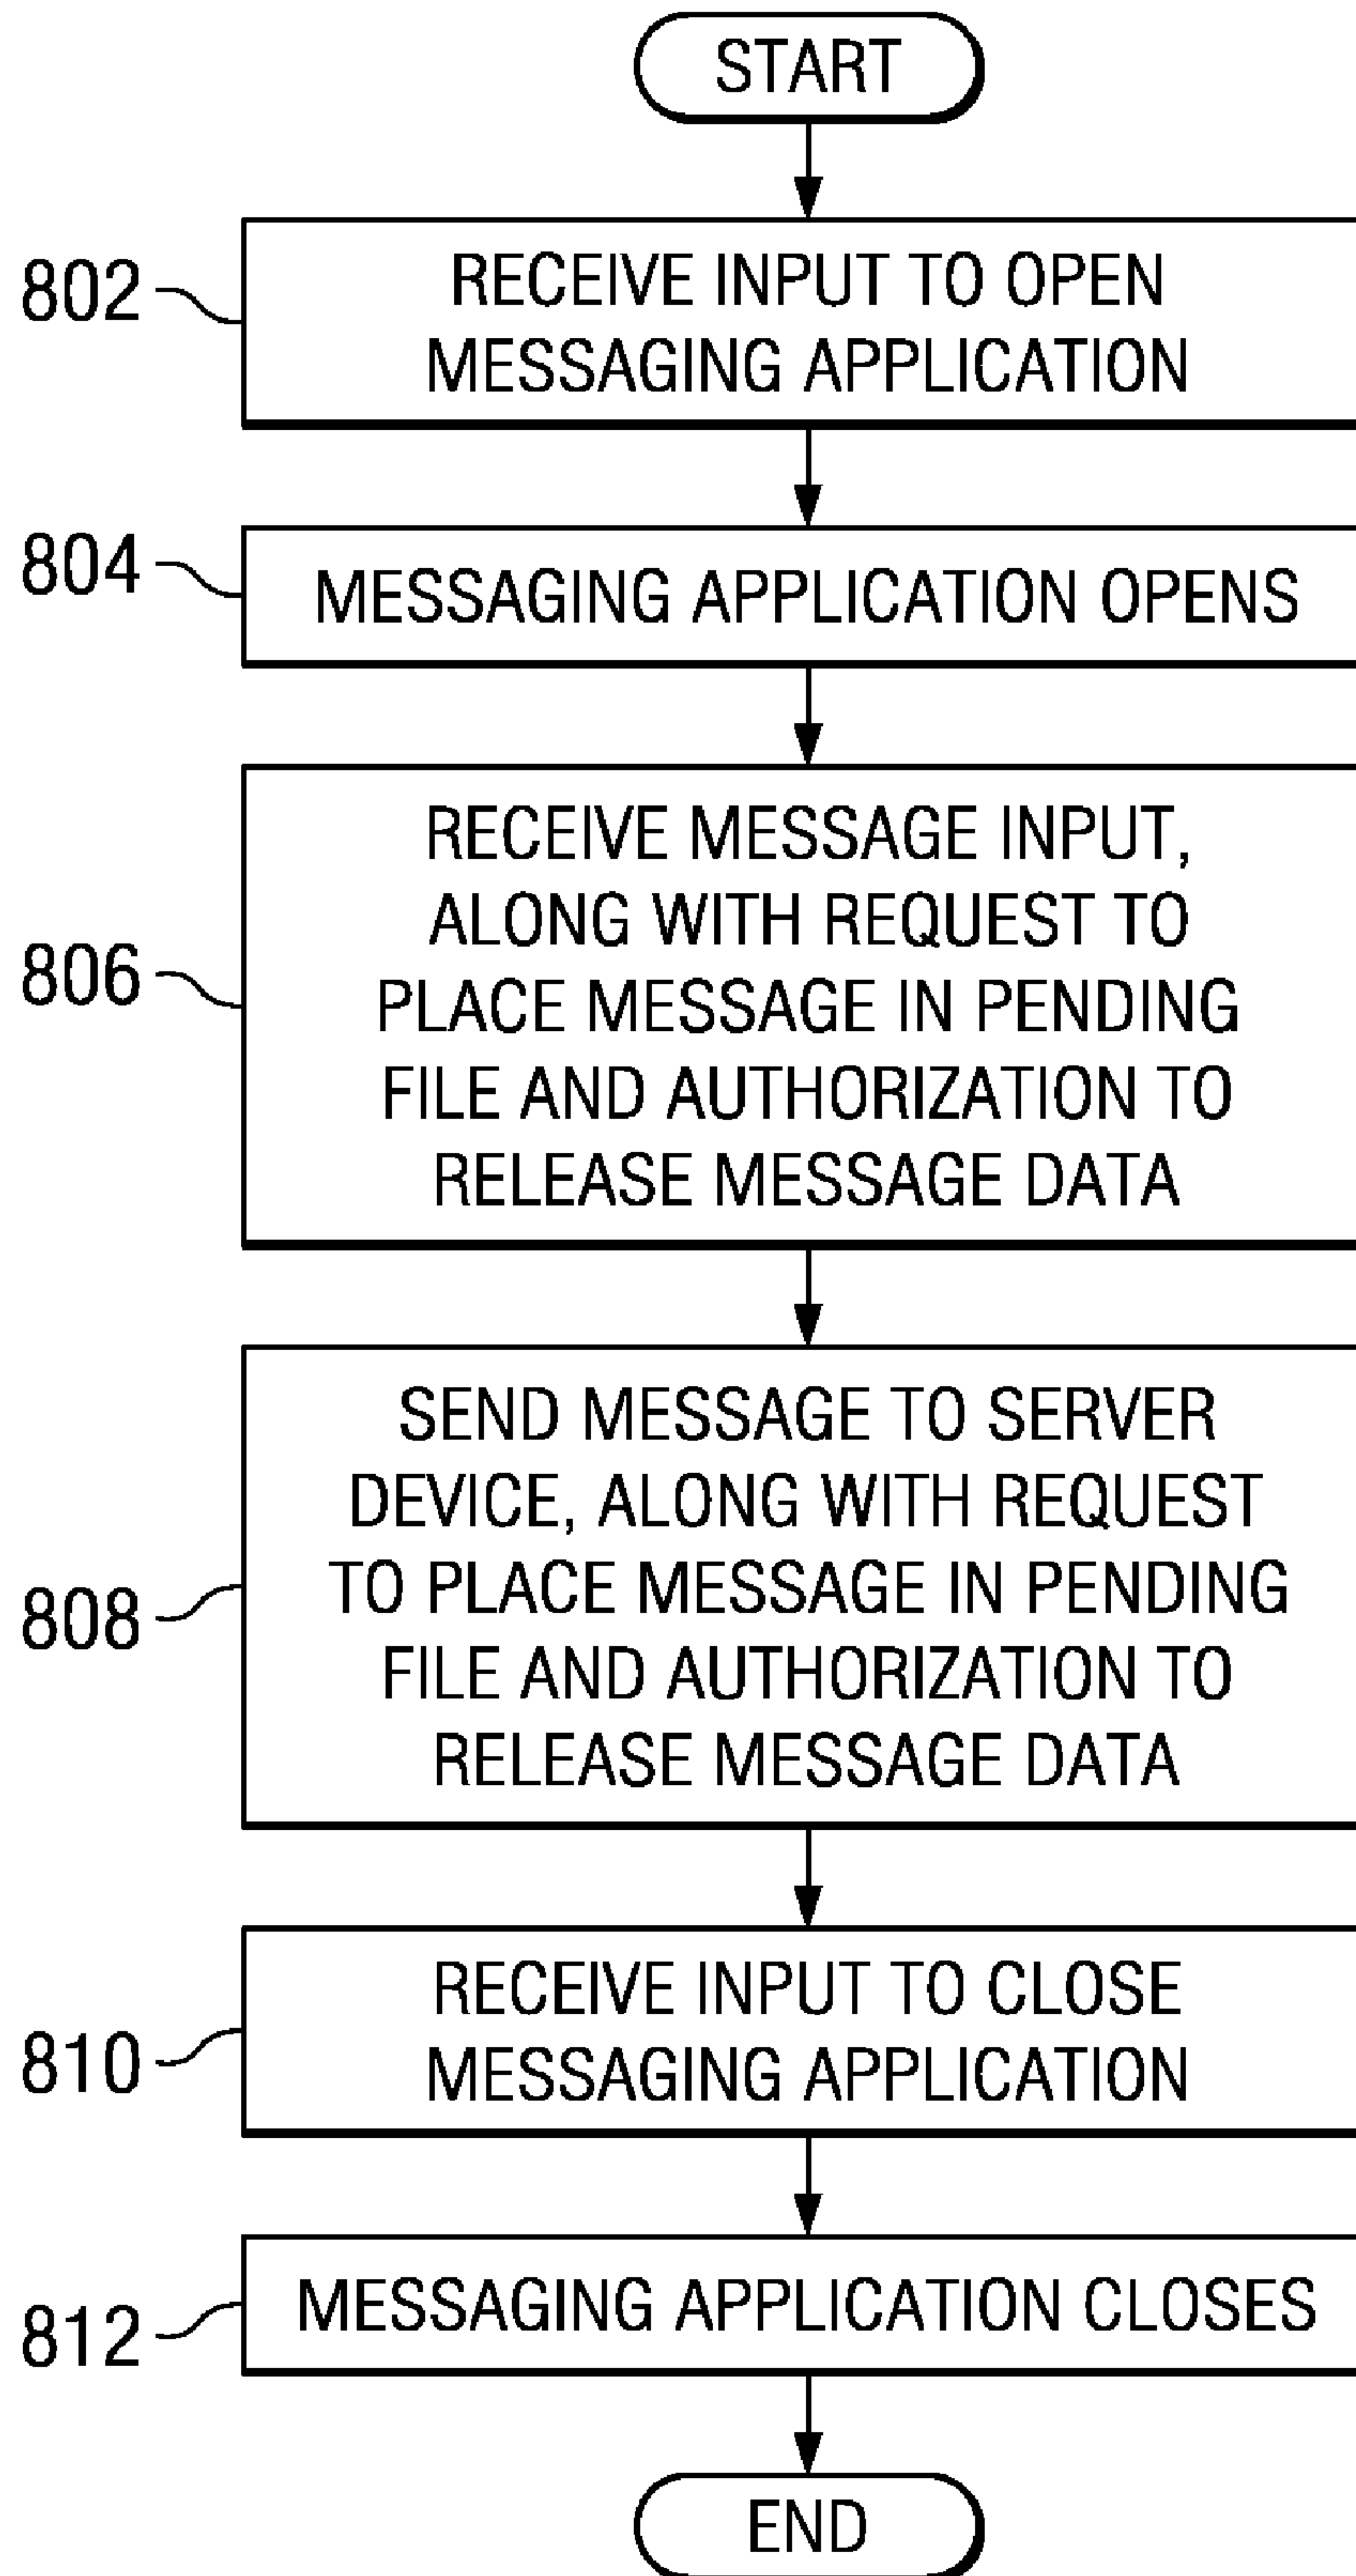 START
802
RECEIVE INPUT TO OPEN
MESSAGING APPLICATION
804
MESSAGING APPLICATION OPENS
806
RECEIVE MESSAGE INPUT,
ALONG WITH REQUEST TO
PLACE MESSAGE IN PENDING
FILE AND AUTHORIZATION TO
RELEASE MESSAGE DATA
808
SEND MESSAGE TO SERVER
DEVICE, ALONG WITH REQUEST
TO PLACE MESSAGE IN PENDING
FILE AND AUTHORIZATION TO
RELEASE MESSAGE DATA
810
RECEIVE INPUT TO CLOSE
MESSAGING APPLICATION
812
MESSAGING APPLICATION CLOSES
END